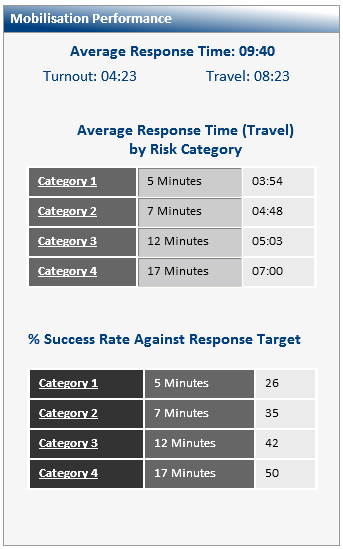 Mobilisation Performance
Average Response Time: 09:40
Turnout: 04:23 Travel: 08:23
Average Response Time (Travel)
by Risk Category
Category 1 5 Minutes 03:54
Category 2 7 Minutes 04:48
Category 3 12 Minutes 05:03
Category 4 17 Minutes 07:00
% Success Rate Against Response Target
Category 1 5 Minutes 26
Category 2 7 Minutes 35
Category 3 12 Minutes 42
Category 4 17 Minutes 50